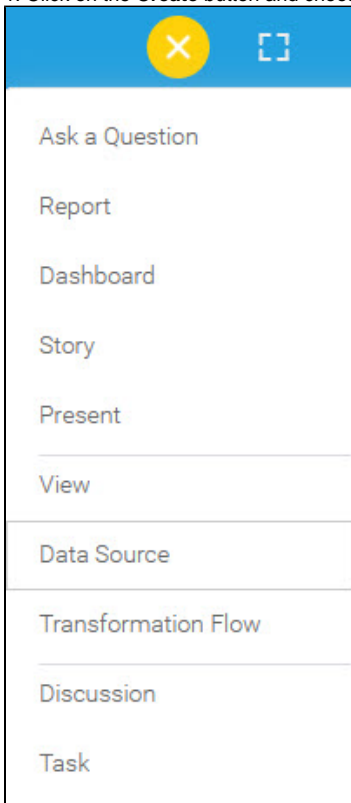 Ask a Question
Report
Dashboard
Story
Present
View
Data Source
Transformation Flow
Discussion
Task